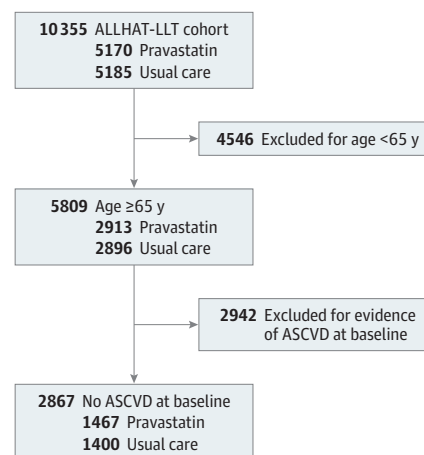 10 355 ALLHAT-LLT cohort
5170 Pravastatin
5185 Usual care
4546 Excluded for age <65 y
5809 Age ≥65 y
2913 Pravastatin
2896 Usual care
2942 Excluded for evidence
of ASCVD at baseline
2867 No ASCVD at baseline
1467 Pravastatin
1400 Usual care